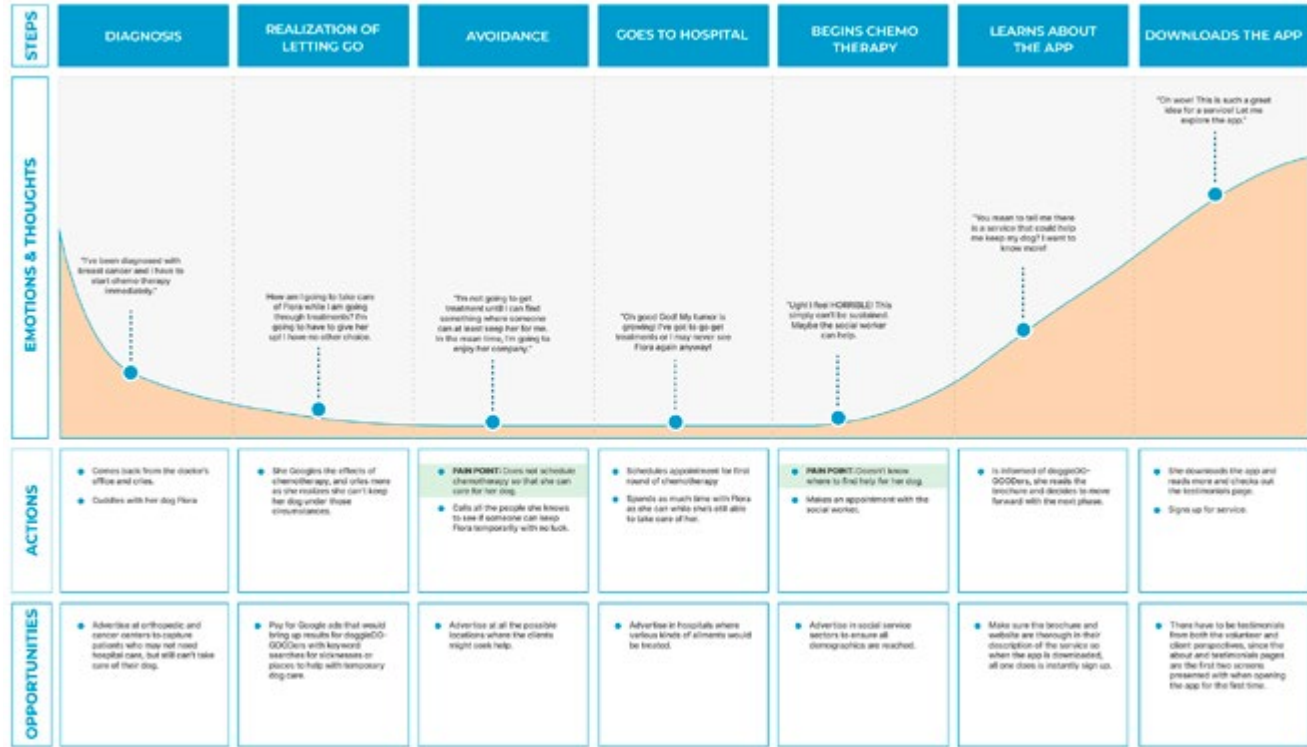 STEPS
DIAGNOSIS
REALIZATION OF
LETTING GO
AVOIDANCE
GOES TO HOSPITAL
BEGINS CHEMO
THERAPY
LEARNS ABOUT
THE APP
DOWNLOADS THE APP
EMOTIONS & THOUGHTS
"I've been diagnosed with
breast cancer and I have to
start chemo therapy
immediately."
How am I going to take care
of Flora while I am going
through treatments? I'm
going to have to give her
up! I have no other choice.
"I'm not going to get
treatment until I can find
something where someone
can at least keep her for me.
In the mean time, I'm going to
enjoy her company."
"Oh good God! My tumor is
growing! I've got to go get
treatments or I may never see
Flora again anyway!
"Ugh! I feel HORRIBLE! This
simply can't be sustained.
Maybe the social worker
can help.
"You mean to tell me there
is a service that could help
me keep my dog? I want to
know more!
"Oh wow! This is such a great
idea for a service! Let me
explore the app."
ACTIONS
Comes back from the doctor's
office and cries.
Cuddles with her dog Flora
She Googles the effects of
chemotherapy, and cries more
as she realizes she can't keep
her dog under those
circumstances.
PAIN POINT: Does not schedule
chemotherapy so that she can
care for her dog.
Calls all the people she knows
to see if someone can keep
Flora temporarily with no luck.
Schedules appointment for first
round of chemotherapy
Spends as much time with Flora
as she can while she's still able
to take care of her.
PAIN POINT: Doesn't know
where to find help for her dog.
Makes an appointment with the
social worker.
Is informed of doggieDO-
GOODers, she reads the
brochure and decides to move
forward with the next phase.
She downloads the app and
reads more and checks out
the testimonials page.
Signs up for service.
OPPORTUNITIES
Advertise at orthopedic and
cancer centers to capture
patients who may not need
hospital care, but still can't take
care of their dog.
Pay for Google ads that would
bring up results for doggieDO-
GOODers with keyword
searches for sicknesses or
places to help with temporary
dog care.
Advertise at all the possible
locations where the clients
might seek help.
Advertise in hospitals where
various kinds of ailments would
be treated.
Advertise in social service
sectors to ensure all
demographics are reached.
Make sure the brochure and
website are thorough in their
description of the service so
when the app is downloaded,
all one does is instantly sign up.
There have to be testimonials
from both the volunteer and
client perspectives, since the
about and testimonials pages
are the first two screens
presented with when opening
the app for the first time.